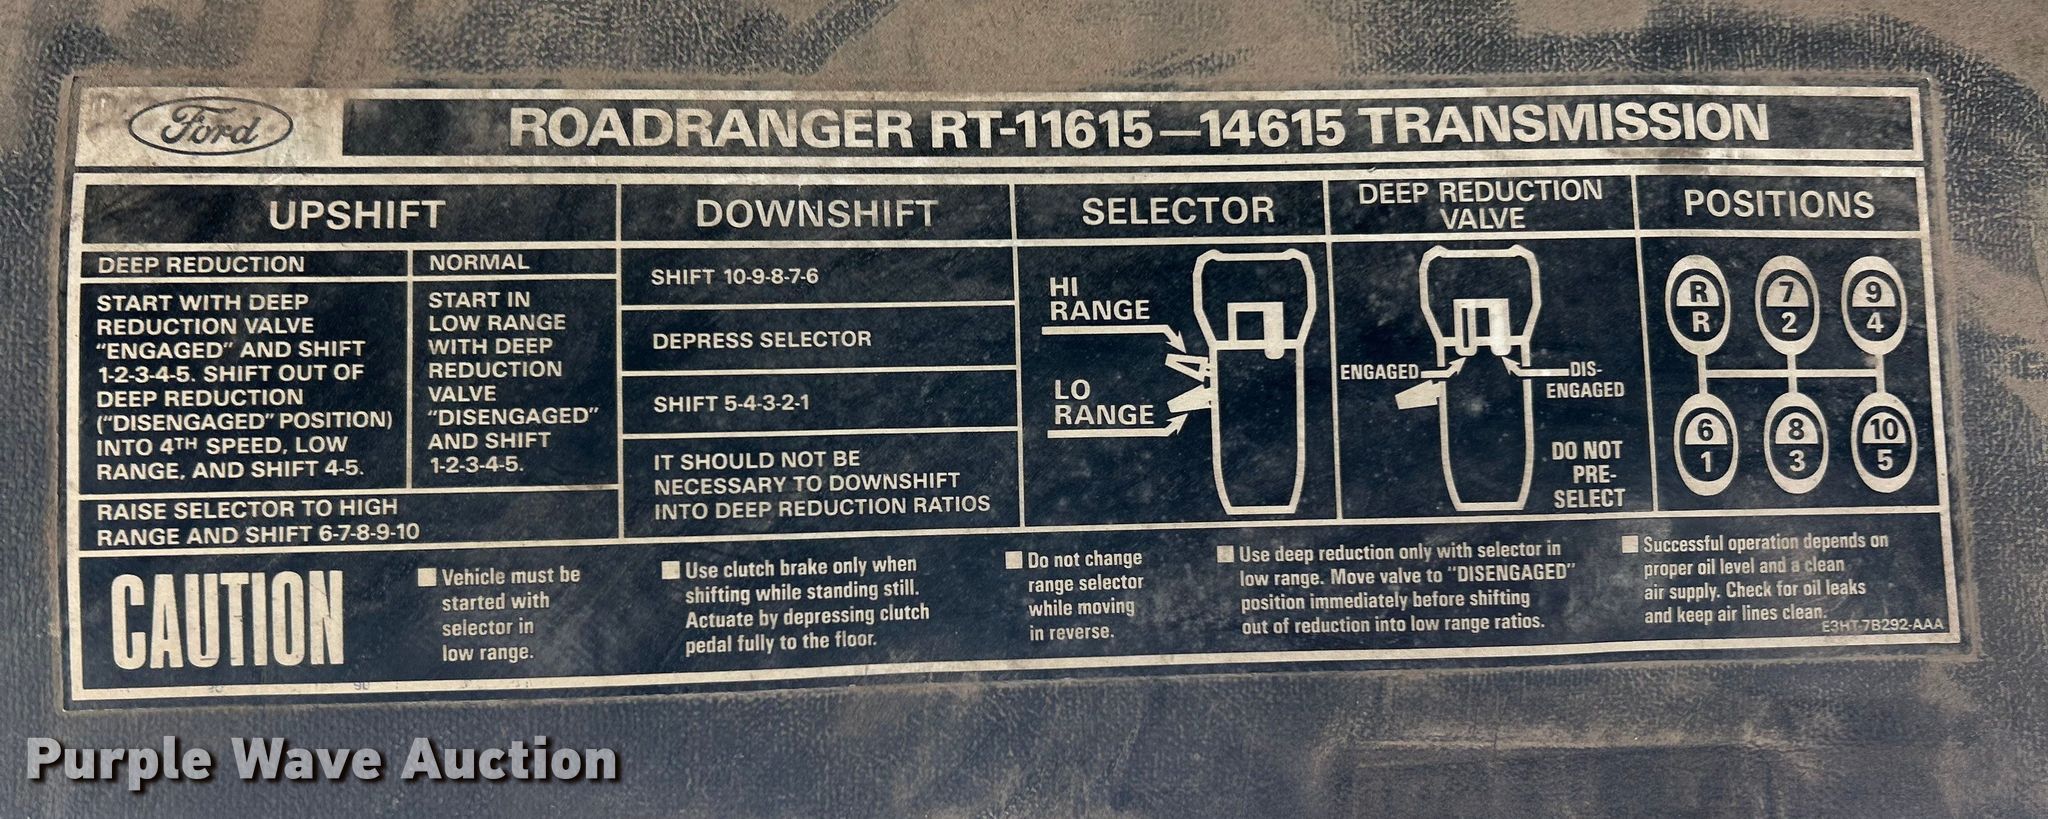 Ford
ROADRANGER RT-11615—14615 TRANSMISSION
UPSHIFT
DEEP REDUCTION
START WITH DEEP
REDUCTION VALVE
"ENGAGED" AND SHIFT
1-2-3-4-5. SHIFT OUT OF
DEEP REDUCTION
("DISENGAGED" POSITION)
INTO 4TH SPEED, LOW
RANGE, AND SHIFT 4-5.
NORMAL
START IN
LOW RANGE
WITH DEEP
REDUCTION
VALVE
"DISENGAGED"
AND SHIFT
1-2-3-4-5.
RAISE SELECTOR TO HIGH
RANGE AND SHIFT 6-7-8-9-10
DOWNSHIFT
SHIFT 10-9-8-7-6
DEPRESS SELECTOR
SHIFT 5-4-3-2-1
IT SHOULD NOT BE
NECESSARY TO DOWNSHIFT
INTO DEEP REDUCTION RATIOS
SELECTOR
HI
RANGE
LO
RANGE
DEEP REDUCTION
VALVE
ENGAGED
DIS-
ENGAGED
DO NOT
PRE-
SELECT
POSITIONS
R 7 9
R 2 4
6 8 10
1 3 5
CAUTION
■ Vehicle must be
started with
selector in
low range.
■ Use clutch brake only when
shifting while standing still.
Actuate by depressing clutch
pedal fully to the floor.
■ Do not change
range selector
while moving
in reverse.
■ Use deep reduction only with selector in
low range. Move valve to "DISENGAGED"
position immediately before shifting
out of reduction into low range ratios.
■ Successful operation depends on
proper oil level and a clean
air supply. Check for oil leaks
and keep air lines clean.
E3HT-7B292-AAA
Purple Wave Auction